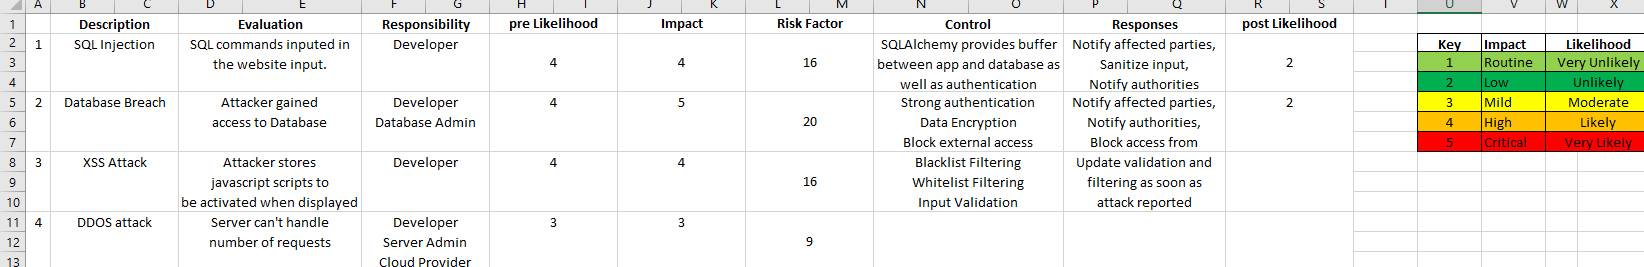 A B C D E F G H I J K L M N O P Q R S T U V W X
1 Description Evaluation Responsibility pre Likelihood Impact Risk Factor Control Responses post Likelihood
2 1 SQL Injection SQL commands inputed in Developer SQLAlchemy provides buffer Notify affected parties, Key Impact Likelihood
3 the website input. 4 4 16 between app and database as Sanitize input, 2 1 Routine Very Unlikely
4 well as authentication Notify authorities 2 Low Unlikely
5 2 Database Breach Attacker gained Developer 4 5 Strong authentication Notify affected parties, 2 3 Mild Moderate
6 access to Database Database Admin 20 Data Encryption Notify authorities, 4 High Likely
7 Block external access Block access from 5 Critical Very Likely
8 3 XSS Attack Attacker stores Developer 4 4 Blacklist Filtering Update validation and
9 javascript scripts to 16 Whitelist Filtering filtering as soon as
10 be activated when displayed Input Validation attack reported
11 4 DDOS attack Server can't handle Developer 3 3
12 number of requests Server Admin 9
13 Cloud Provider